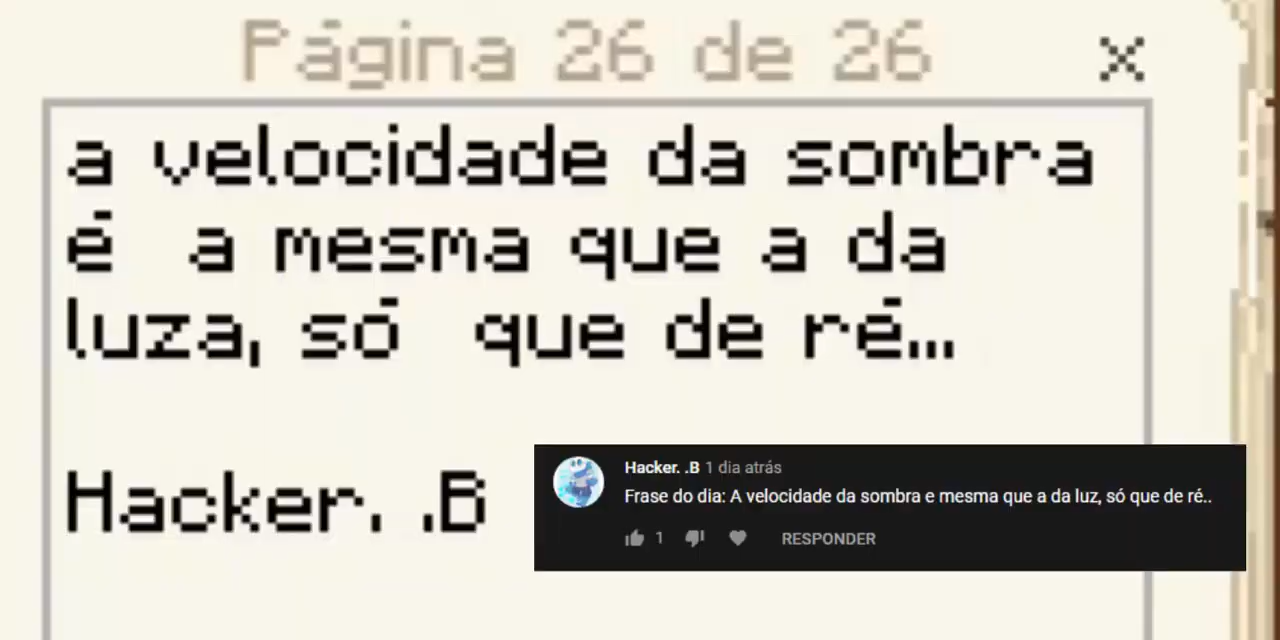 Página 26 de 26
X
a velocidade da sombra
é a mesma que a da
luza, só que de ré...
Hacker. .B
Hacker. .B 1 dia atrás
Frase do dia: A velocidade da sombra e mesma que a da luz, só que de ré..
1 RESPONDER